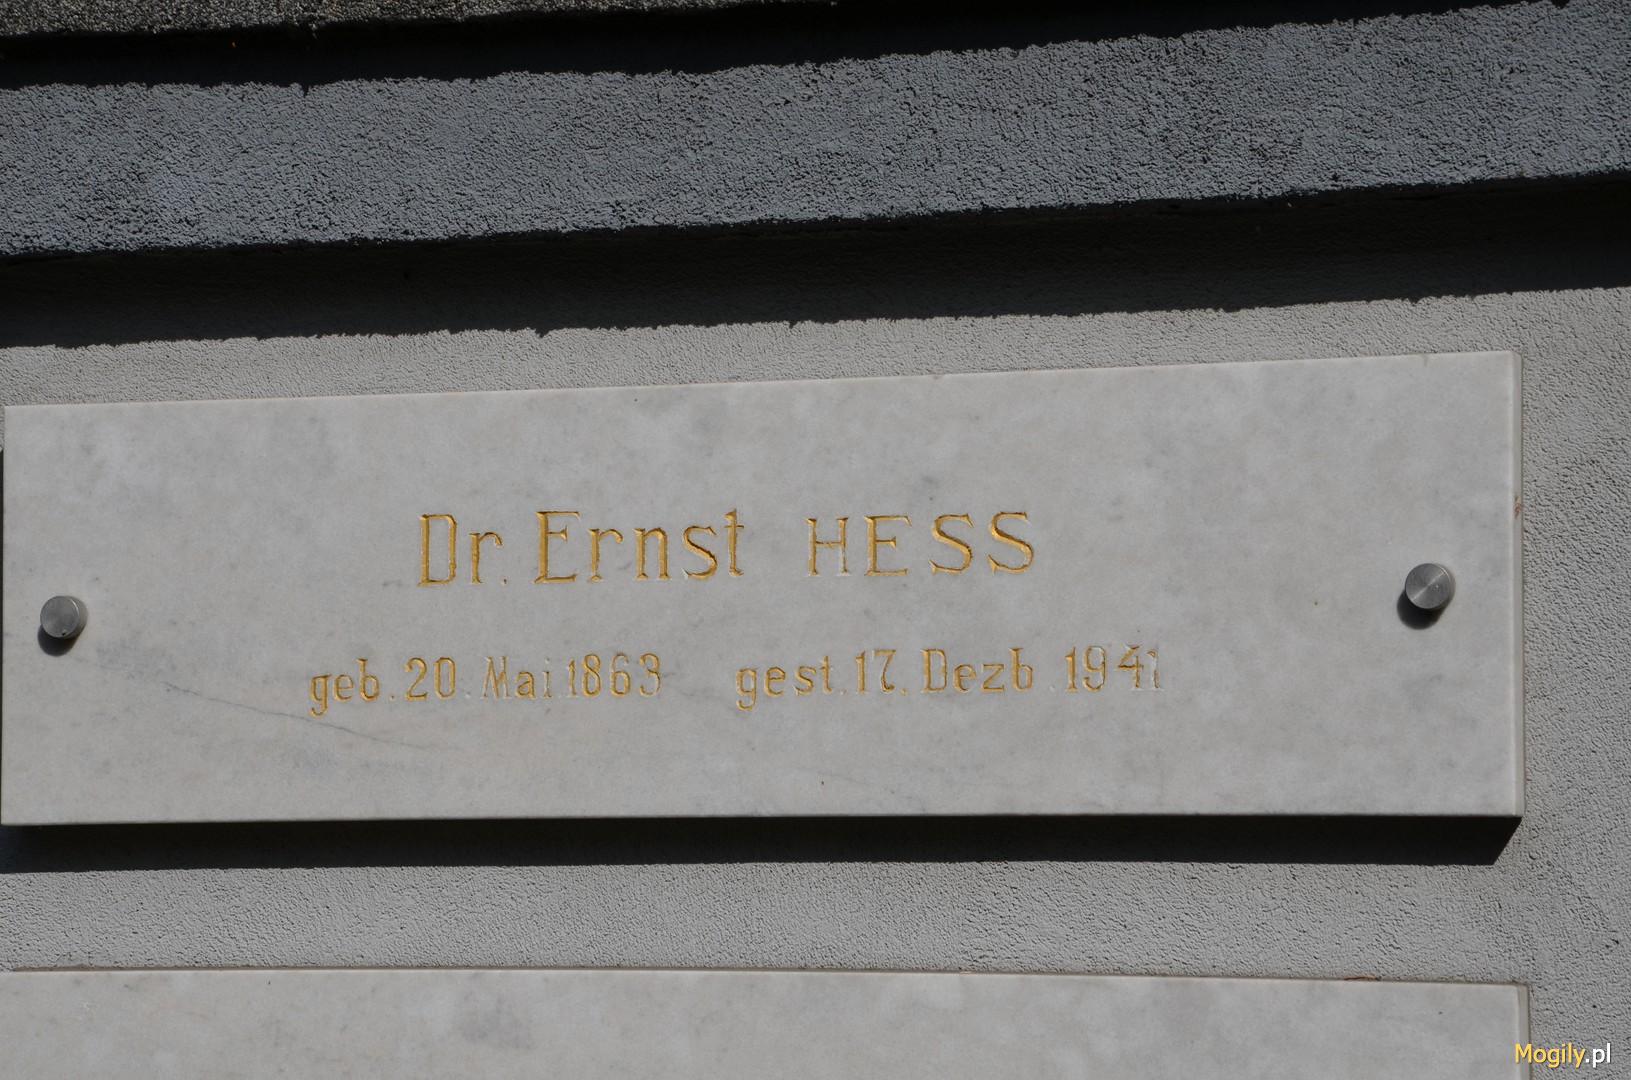 Dr. Ernst HESS
geb. 20. Mai 1863 gest. 17. Dezb. 1941
Mogily.pl